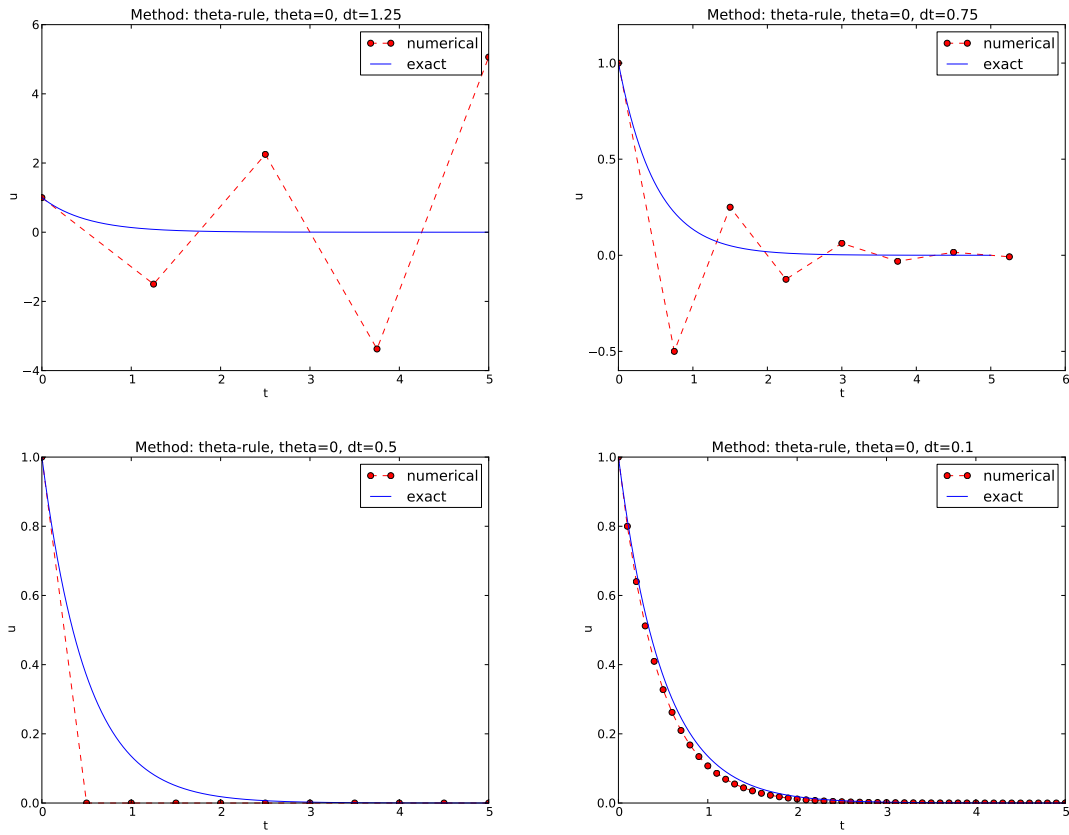 Method: theta-rule, theta=0, dt=1.25
6
4
2
0
−2
−4
0
1
2
3
4
5
u
t
numerical
exact
Method: theta-rule, theta=0, dt=0.75
1.0
0.5
0.0
−0.5
0
1
2
3
4
5
6
u
t
numerical
exact
Method: theta-rule, theta=0, dt=0.5
1.0
0.8
0.6
0.4
0.2
0.0
0
1
2
3
4
5
u
t
numerical
exact
Method: theta-rule, theta=0, dt=0.1
1.0
0.8
0.6
0.4
0.2
0.0
0
1
2
3
4
5
u
t
numerical
exact